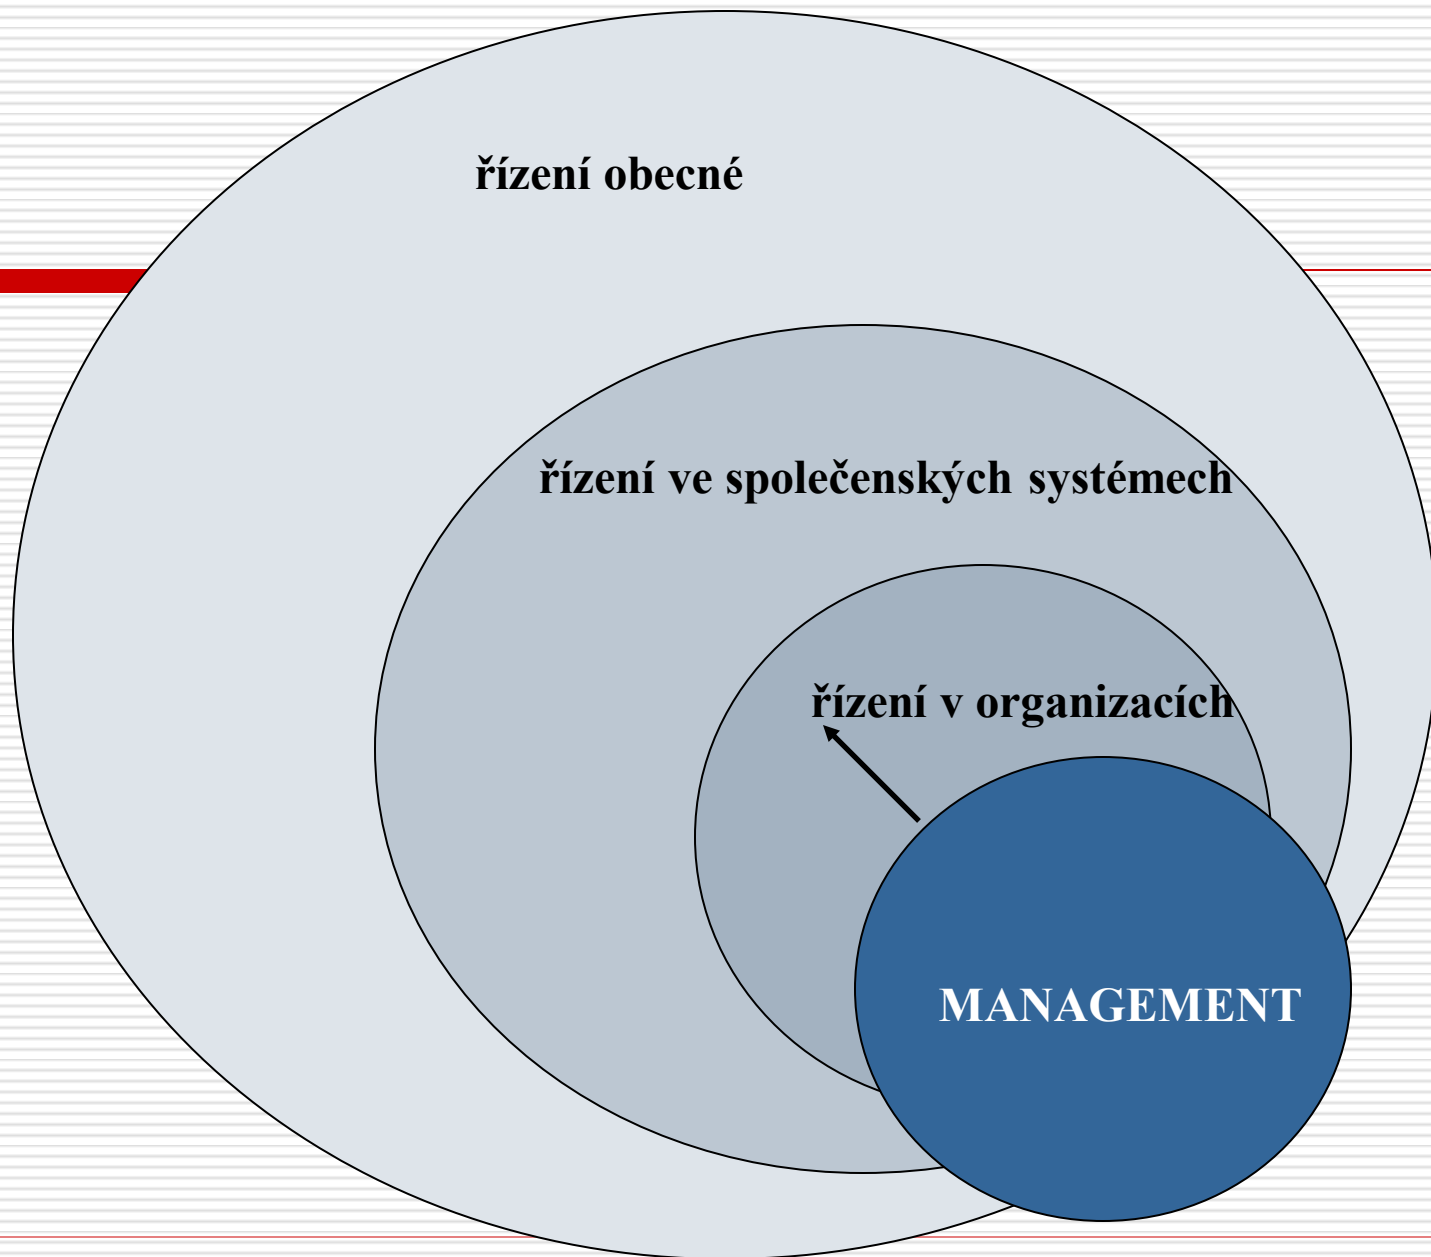 řízení obecné
řízení ve společenských systémech
řízení v organizacích
MANAGEMENT